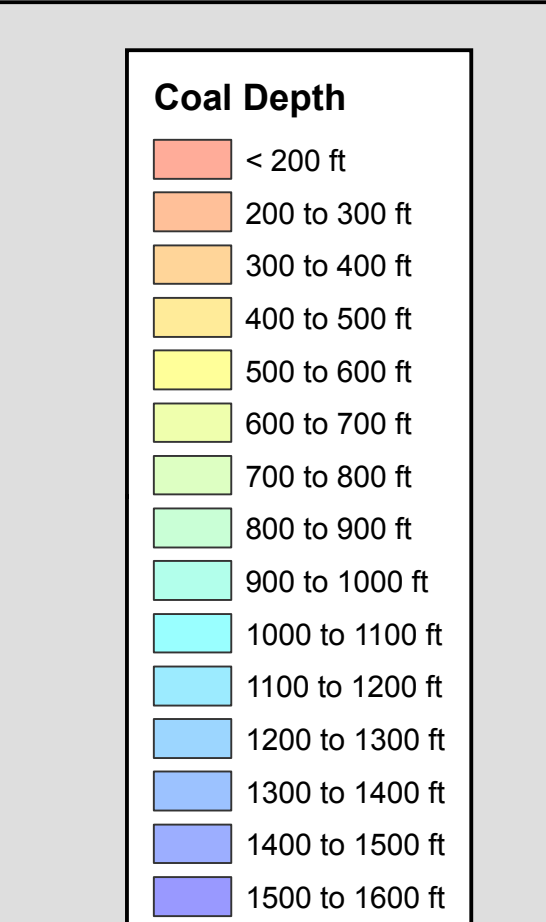 Coal Depth
< 200 ft
200 to 300 ft
300 to 400 ft
400 to 500 ft
500 to 600 ft
600 to 700 ft
700 to 800 ft
800 to 900 ft
900 to 1000 ft
1000 to 1100 ft
1100 to 1200 ft
1200 to 1300 ft
1300 to 1400 ft
1400 to 1500 ft
1500 to 1600 ft